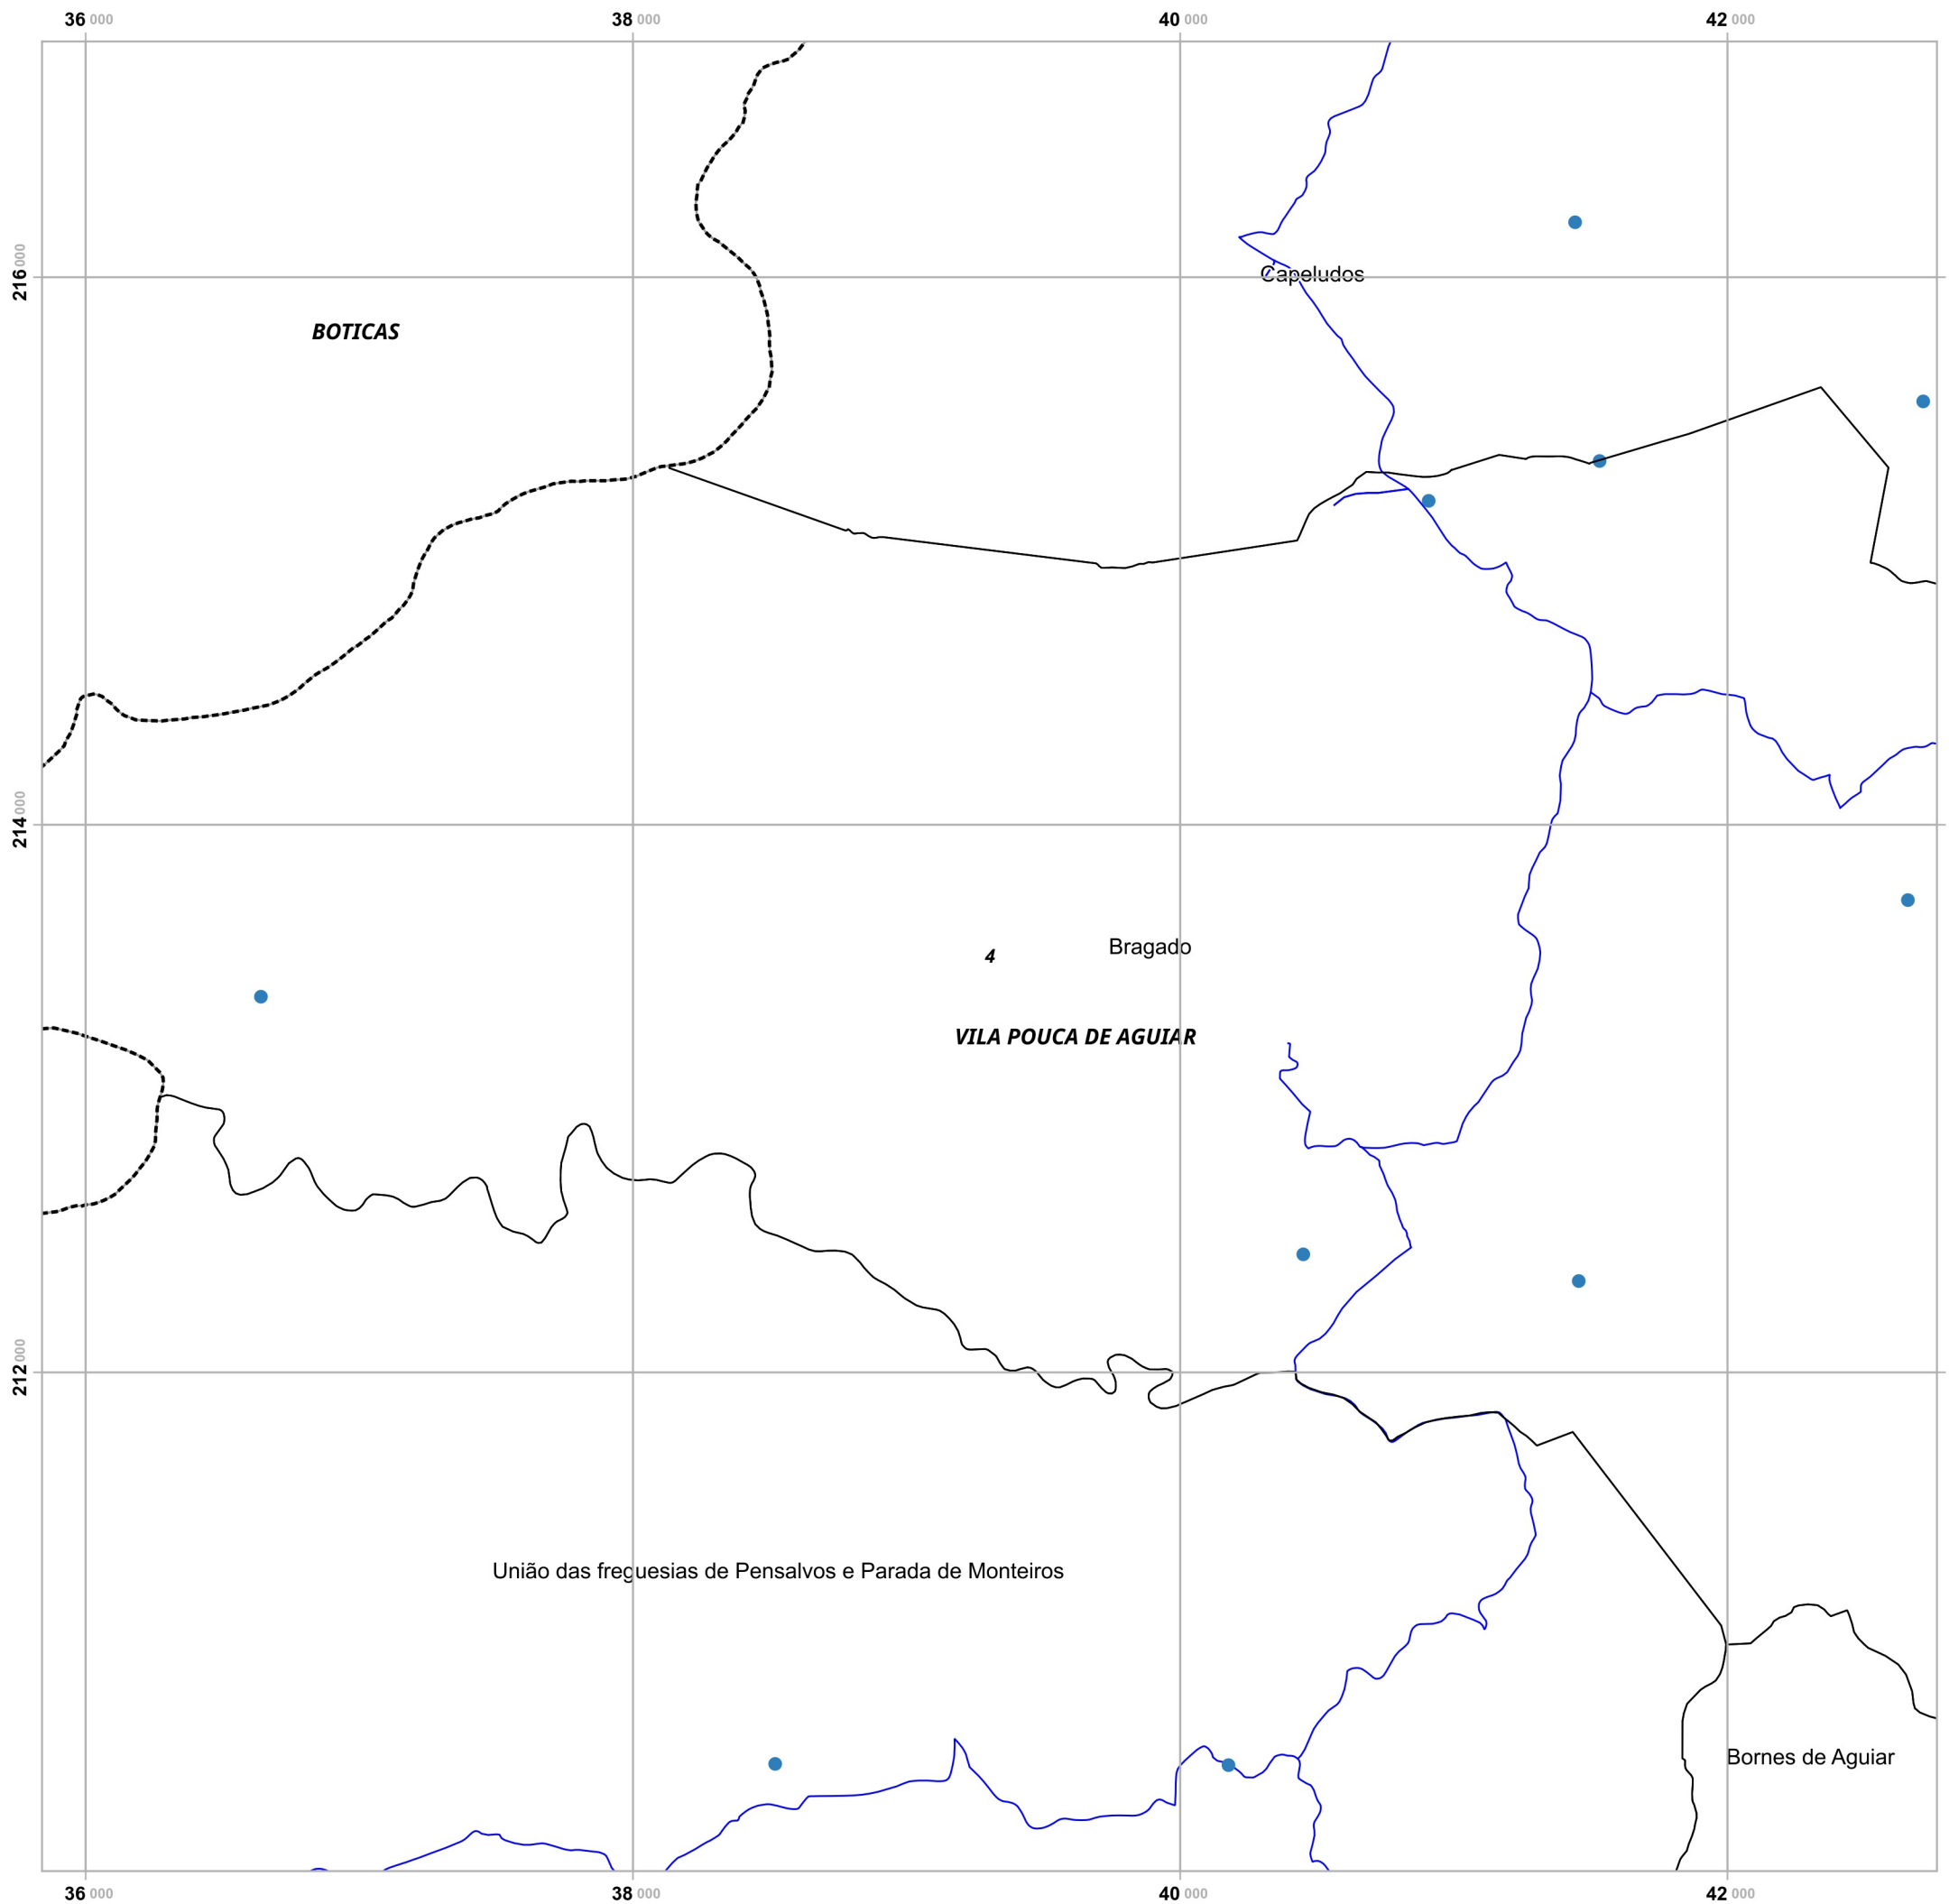 36 000 38 000 40 000 42 000
216 000
Capeludos
BOTICAS
214 000
Bragado
4
VILA POUCA DE AGUIAR
212 000
União das freguesias de Pensalvos e Parada de Monteiros
Bornes de Aguiar
36 000 38 000 40 000 42 000